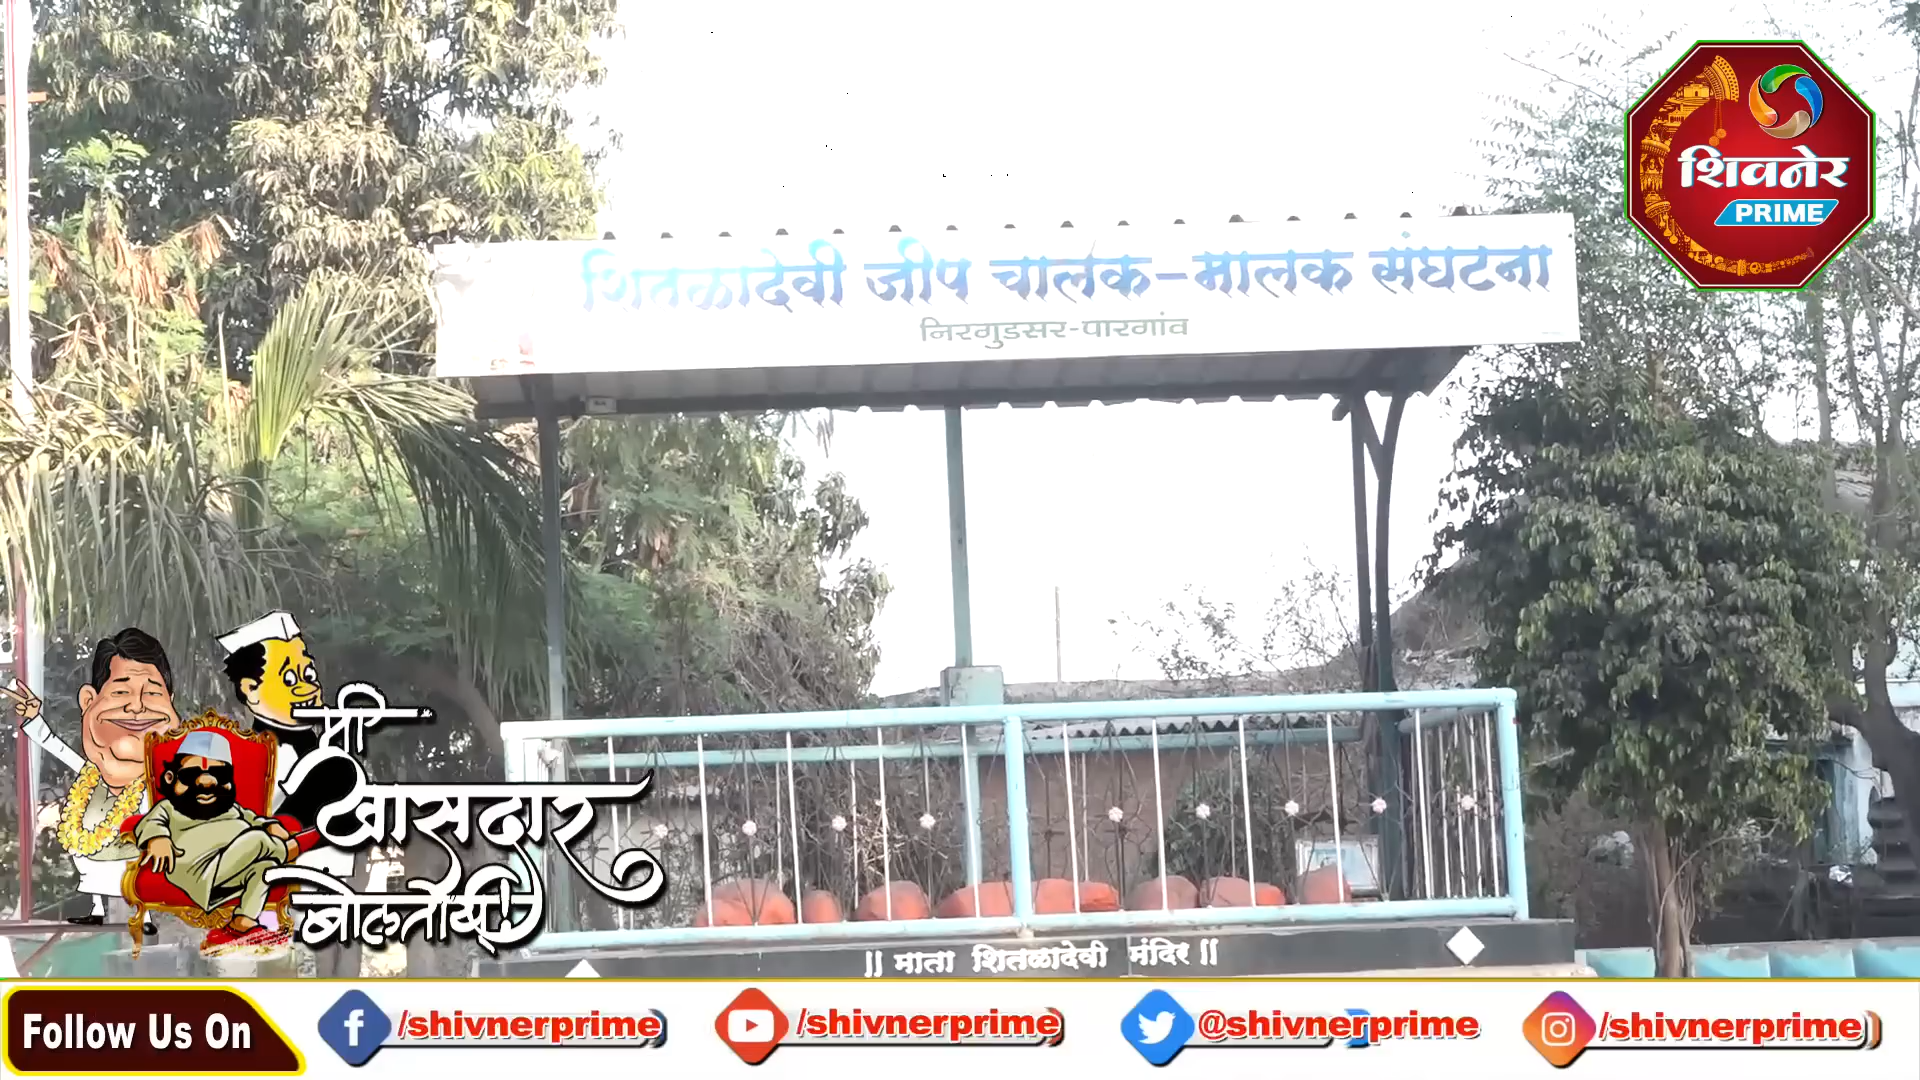 शिवनेर
PRIME
शितळादेवी जीप चालक-मालक संघटना
निरगुडसर-पारगांव
मी
खासदार
बोलतोय!
|| माता शितळादेवी मंदिर ||
Follow Us On
/shivnerprime
/shivnerprime
@shivnerprime
/shivnerprime